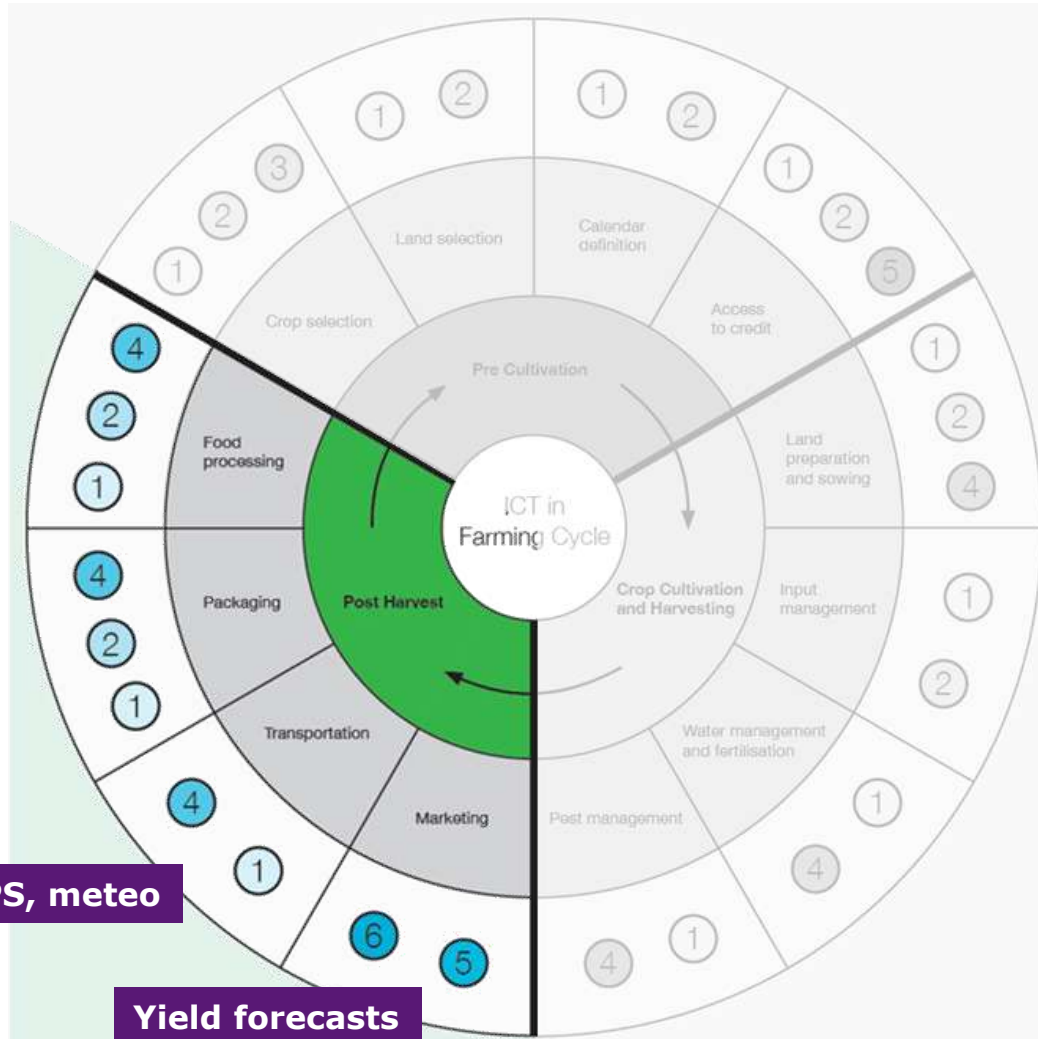 1
2
1
2
3
1
2
1
2
5
Land selection
Calendar
definition
Crop selection
Access
to credit
Pre Cultivation
4
2
1
Food
processing
1
2
4
Land
preparation
and sowing
ICT in
Farming Cycle
4
2
1
Packaging
Post Harvest
Crop Cultivation
and Harvesting
Input
management
1
2
Transportation
Water management
and fertilisation
4
1
Marketing
Pest management
1
4
6
5
4
1
PS, meteo
Yield forecasts